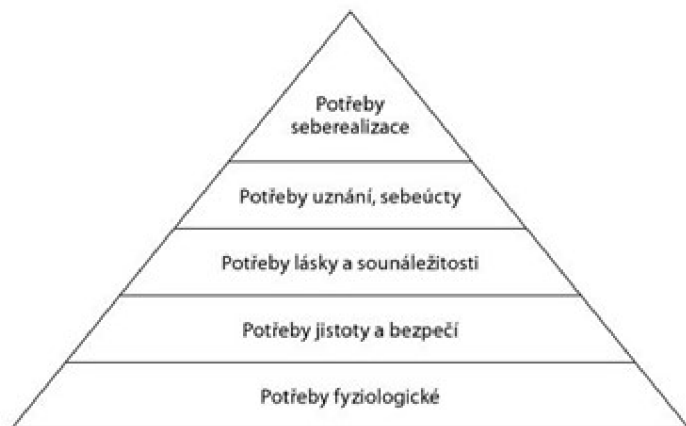 Potřeby
seberealizace
Potřeby uznání, sebeúcty
Potřeby lásky a sounáležitosti
Potřeby jistoty a bezpečí
Potřeby fyziologické